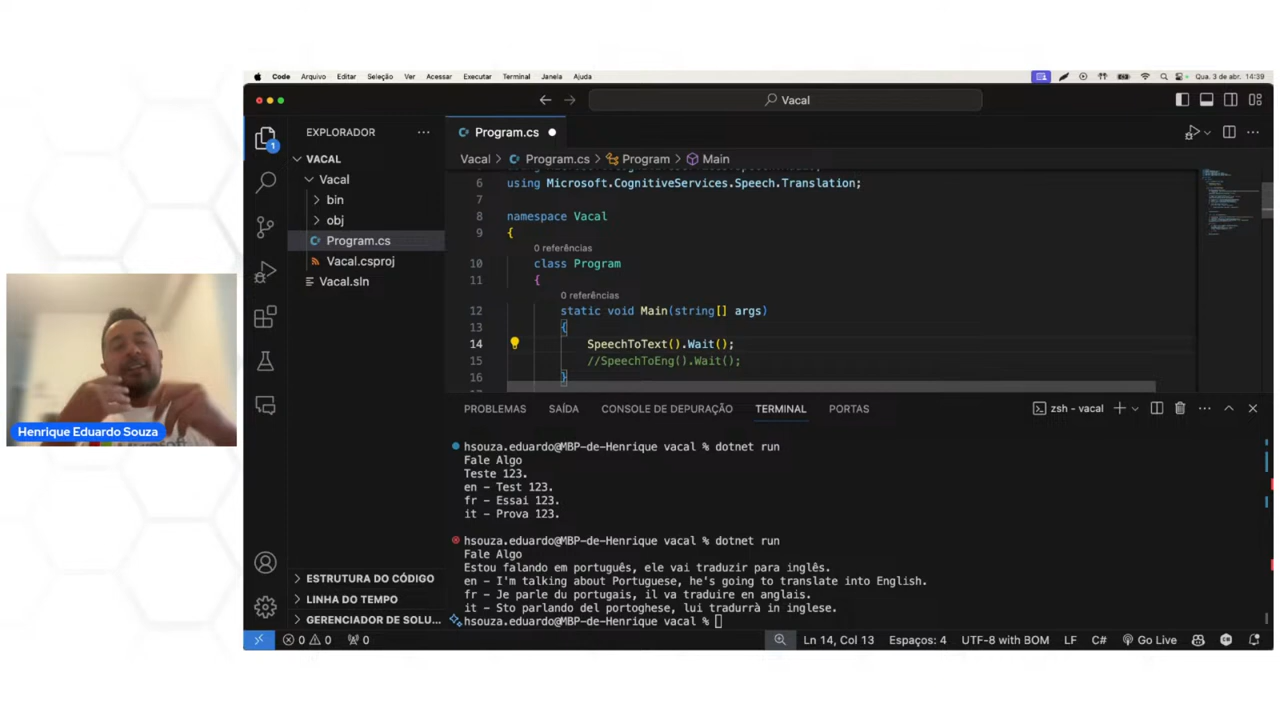 Code Arquivo Editar Seleção Ver Acessar Executar Terminal Janela Ajuda Qua. 3 de abr. 14:39
Vacal
EXPLORADOR
Program.cs
VACAL
Vacal > Program.cs > Program > Main
Vacal
bin
obj
Program.cs
Vacal.csproj
Vacal.sln
6 using Microsoft.CognitiveServices.Speech.Translation;
7
8 namespace Vacal
9 {
0 referências
10 class Program
11 {
0 referências
12 static void Main(string[] args)
13 {
14 SpeechToText().Wait();
15 //SpeechToEng().Wait();
16 }
PROBLEMAS SAÍDA CONSOLE DE DEPURAÇÃO TERMINAL PORTAS zsh - vacal
hsouza.eduardo@MBP-de-Henrique vacal % dotnet run
Fale Algo
Teste 123.
en - Test 123.
fr - Essai 123.
it - Prova 123.
hsouza.eduardo@MBP-de-Henrique vacal % dotnet run
Fale Algo
Estou falando em português, ele vai traduzir para inglês.
en - I'm talking about Portuguese, he's going to translate into English.
fr - Je parle du portugais, il va traduire en anglais.
it - Sto parlando del portoghese, lui tradurrà in inglese.
hsouza.eduardo@MBP-de-Henrique vacal %
ESTRUTURA DO CÓDIGO
LINHA DO TEMPO
GERENCIADOR DE SOLU...
0 0 0 Ln 14, Col 13 Espaços: 4 UTF-8 with BOM LF C# Go Live
1
Henrique Eduardo Souza